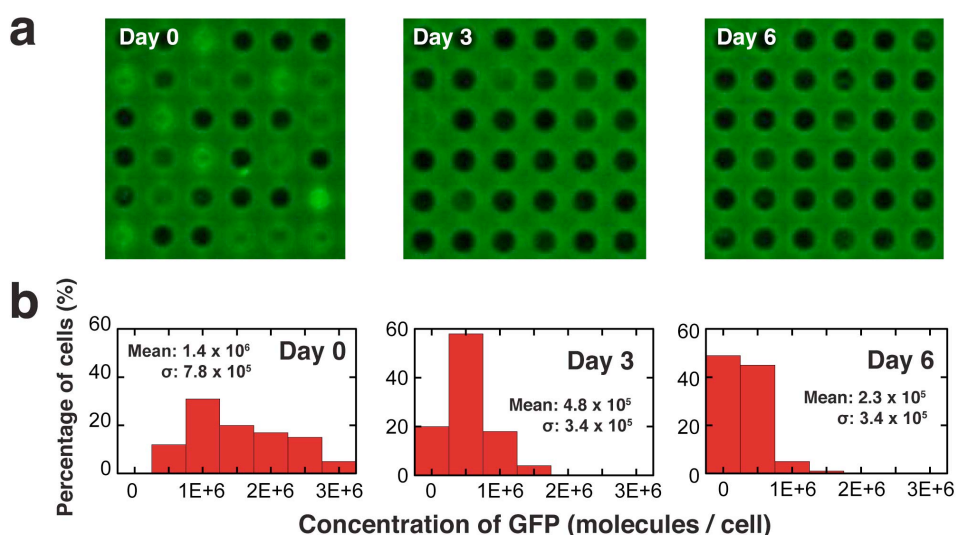 a
Day 0
Day 3
Day 6
b
Percentage of cells (%)
60
40
20
0
Mean: 1.4 x 10⁶
σ: 7.8 x 10⁵
Day 0
0 1E+6 2E+6 3E+6
60
40
20
0
Day 3
Mean: 4.8 x 10⁵
σ: 3.4 x 10⁵
0 1E+6 2E+6 3E+6
60
40
20
0
Day 6
Mean: 2.3 x 10⁵
σ: 3.4 x 10⁵
0 1E+6 2E+6 3E+6
Concentration of GFP (molecules / cell)